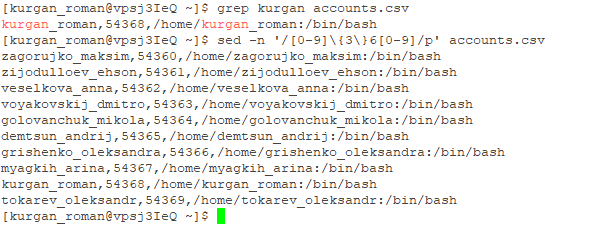 [kurgan_roman@vpsj3IeQ ~]$ grep kurgan accounts.csv
kurgan_roman,54368,/home/kurgan_roman:/bin/bash
[kurgan_roman@vpsj3IeQ ~]$ sed -n '/[0-9]\{3\}6[0-9]/p' accounts.csv
zagorujko_maksim,54360,/home/zagorujko_maksim:/bin/bash
zijodulloev_ehson,54361,/home/zijodulloev_ehson:/bin/bash
veselkova_anna,54362,/home/veselkova_anna:/bin/bash
voyakovskij_dmitro,54363,/home/voyakovskij_dmitro:/bin/bash
golovanchuk_mikola,54364,/home/golovanchuk_mikola:/bin/bash
demtsun_andrij,54365,/home/demtsun_andrij:/bin/bash
grishenko_oleksandra,54366,/home/grishenko_oleksandra:/bin/bash
myagkih_arina,54367,/home/myagkih_arina:/bin/bash
kurgan_roman,54368,/home/kurgan_roman:/bin/bash
tokarev_oleksandr,54369,/home/tokarev_oleksandr:/bin/bash
[kurgan_roman@vpsj3IeQ ~]$